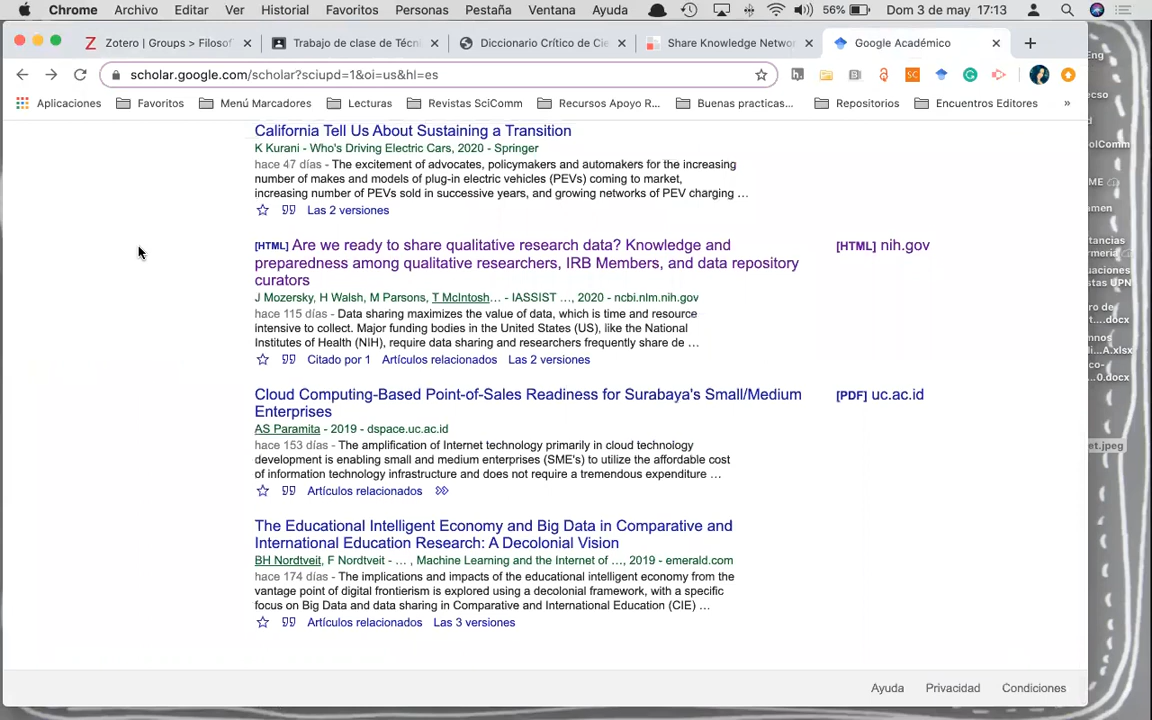 Chrome Archivo Editar Ver Historial Favoritos Personas Pestaña Ventana Ayuda 56% Dom 3 de may 17:13
Zotero | Groups > Filosof Trabajo de clase de Técni Diccionario Crítico de Cie Share Knowledge Networ Google Académico
scholar.google.com/scholar?sciupd=1&oi=us&hl=es
Aplicaciones Favoritos Menú Marcadores Lecturas Revistas SciComm Recursos Apoyo R... Buenas practicas... Repositorios Encuentros Editores »
California Tell Us About Sustaining a Transition
K Kurani - Who's Driving Electric Cars, 2020 - Springer
hace 47 días - The excitement of advocates, policymakers and automakers for the increasing
number of makes and models of plug-in electric vehicles (PEVs) coming to market,
increasing number of PEVs sold in successive years, and growing networks of PEV charging …
Las 2 versiones
[HTML] Are we ready to share qualitative research data? Knowledge and
preparedness among qualitative researchers, IRB Members, and data repository
curators
[HTML] nih.gov
J Mozersky, H Walsh, M Parsons, T McIntosh… - IASSIST …, 2020 - ncbi.nlm.nih.gov
hace 115 días - Data sharing maximizes the value of data, which is time and resource
intensive to collect. Major funding bodies in the United States (US), like the National
Institutes of Health (NIH), require data sharing and researchers frequently share de …
Citado por 1 Artículos relacionados Las 2 versiones
Cloud Computing-Based Point-of-Sales Readiness for Surabaya's Small/Medium
Enterprises
[PDF] uc.ac.id
AS Paramita - 2019 - dspace.uc.ac.id
hace 153 días - The amplification of Internet technology primarily in cloud technology
development is enabling small and medium enterprises (SME's) to utilize the affordable cost
of information technology infrastructure and does not require a tremendous expenditure …
Artículos relacionados
The Educational Intelligent Economy and Big Data in Comparative and
International Education Research: A Decolonial Vision
BH Nordtveit, F Nordtveit - … , Machine Learning and the Internet of …, 2019 - emerald.com
hace 174 días - The implications and impacts of the educational intelligent economy from the
vantage point of digital frontierism is explored using a decolonial framework, with a specific
focus on Big Data and data sharing in Comparative and International Education (CIE) …
Artículos relacionados Las 3 versiones
Ayuda Privacidad Condiciones